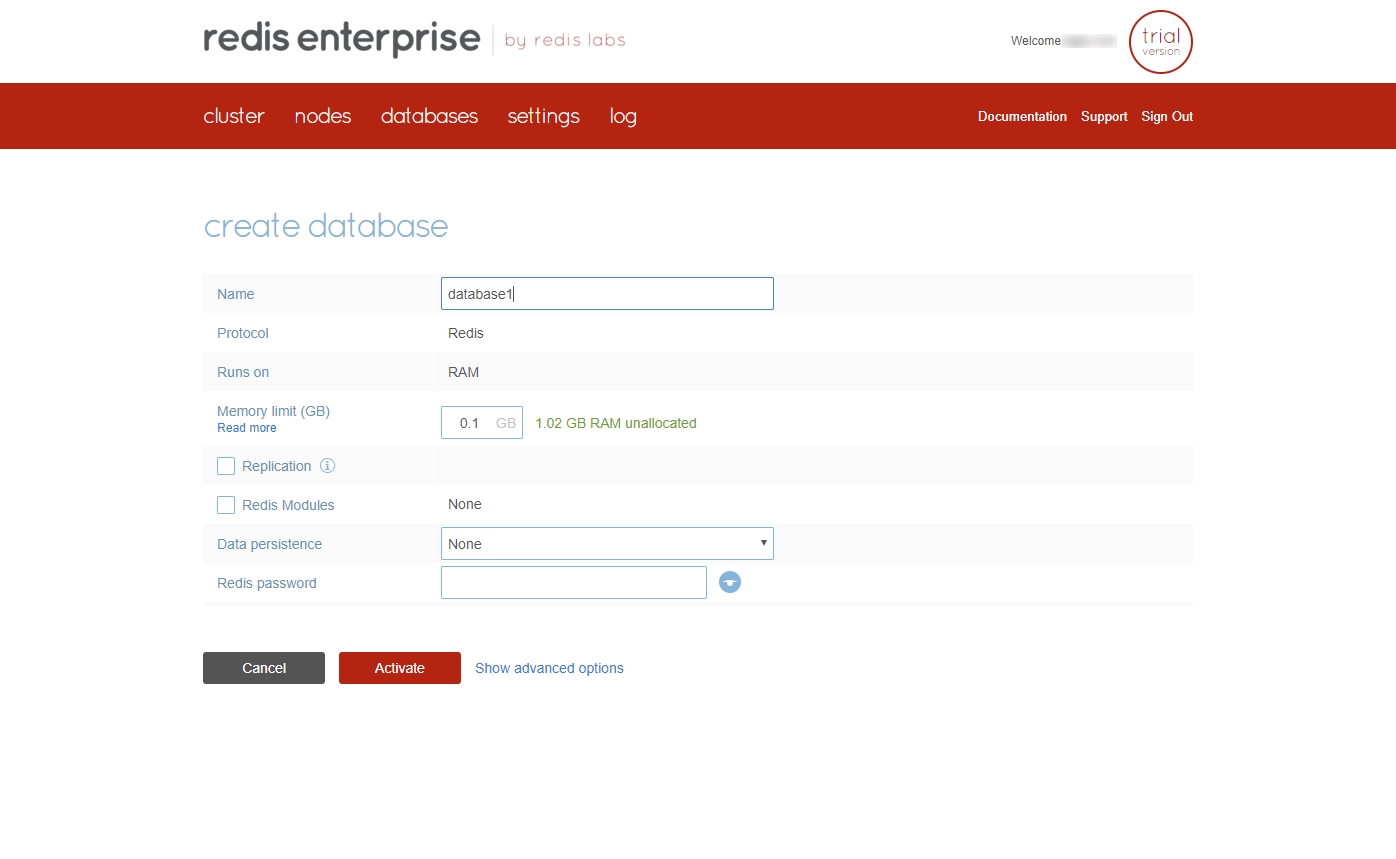 redis enterprise by redis labs
Welcome
trial
version
cluster nodes databases settings log
Documentation Support Sign Out
create database
Name database1
Protocol Redis
Runs on RAM
Memory limit (GB)
Read more
0.1 GB 1.02 GB RAM unallocated
Replication
Redis Modules None
Data persistence None
Redis password
Cancel Activate Show advanced options